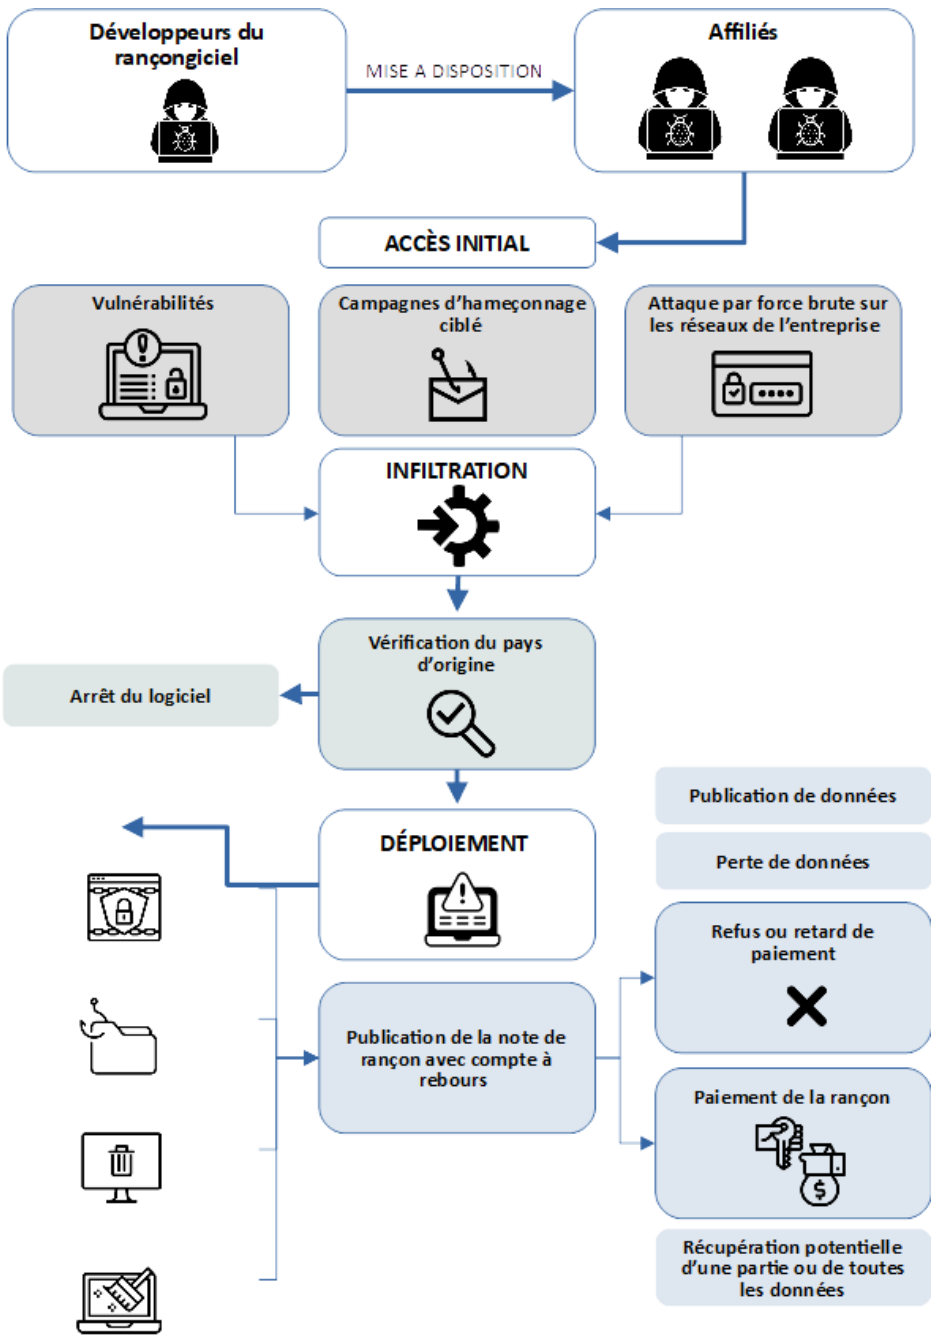 Développeurs du
rançongiciel
MISE A DISPOSITION
Affiliés
ACCÈS INITIAL
Vulnérabilités
Campagnes d'hameçonnage
ciblé
Attaque par force brute sur
les réseaux de l'entreprise
INFILTRATION
Vérification du pays
d'origine
Arrêt du logiciel
DÉPLOIEMENT
Publication de données
Perte de données
Refus ou retard de
paiement
Publication de la note de
rançon avec compte à
rebours
Paiement de la rançon
$
Récupération potentielle
d'une partie ou de toutes
les données